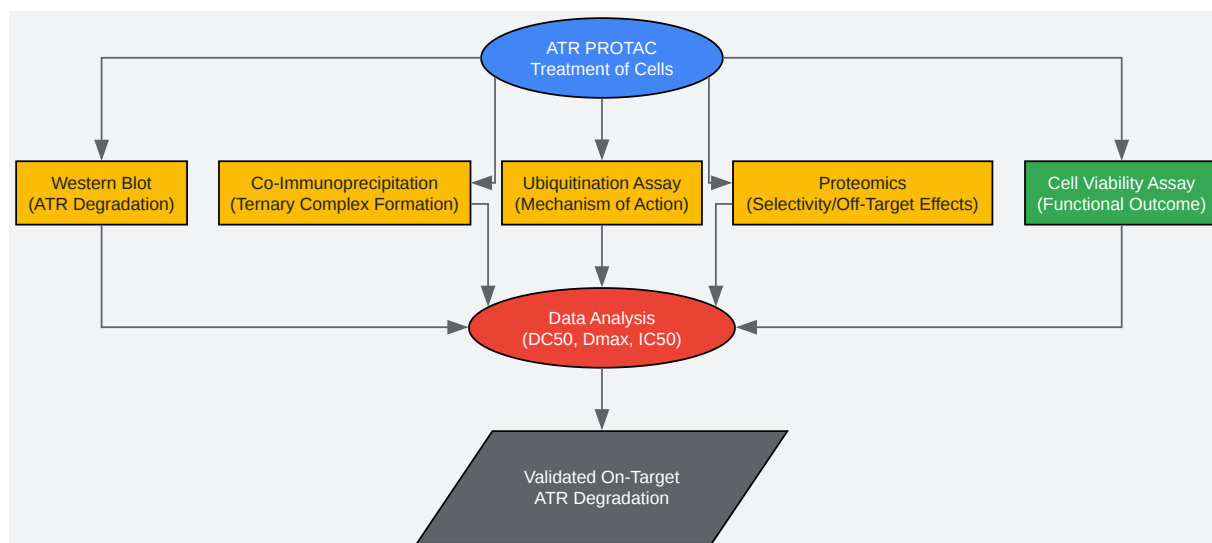 ATR PROTAC
Treatment of Cells
Western Blot
(ATR Degradation)
Co-Immunoprecipitation
(Ternary Complex Formation)
Ubiquitination Assay
(Mechanism of Action)
Proteomics
(Selectivity/Off-Target Effects)
Cell Viability Assay
(Functional Outcome)
Data Analysis
(DC50, Dmax, IC50)
Validated On-Target
ATR Degradation